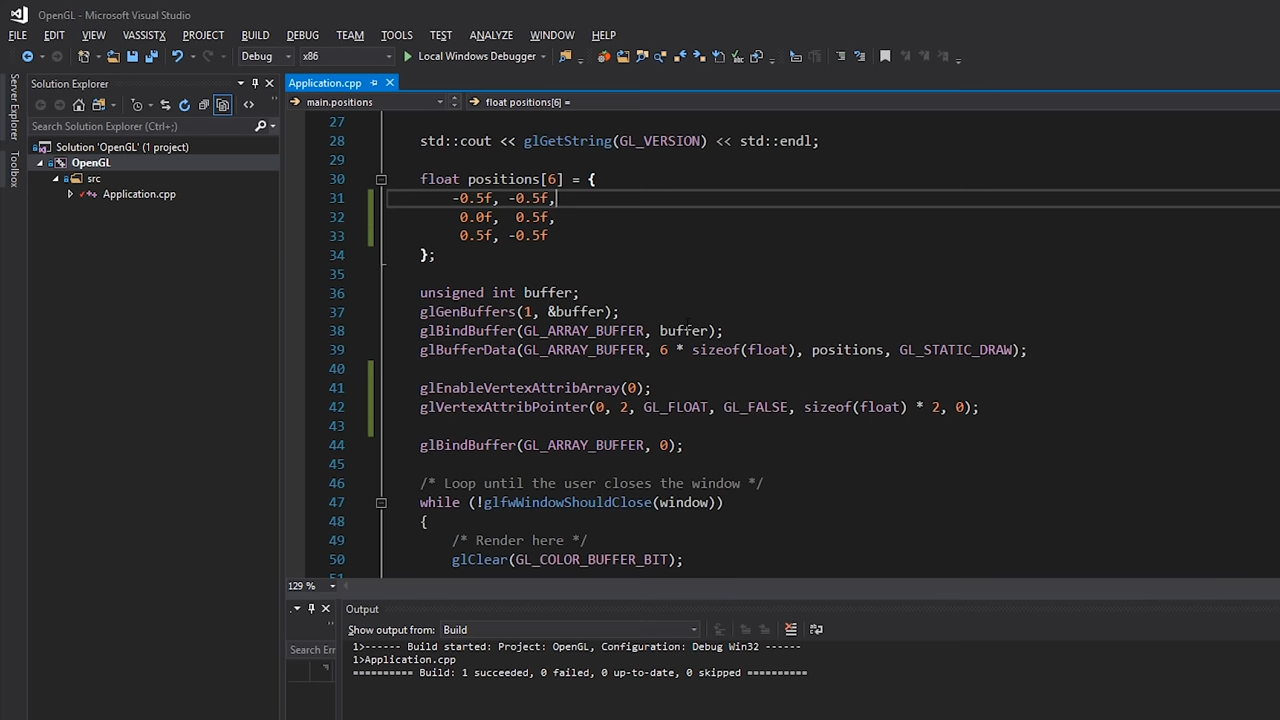 OpenGL - Microsoft Visual Studio
FILE EDIT VIEW VASSISTX PROJECT BUILD DEBUG TEAM TOOLS TEST ANALYZE WINDOW HELP
Debug x86 Local Windows Debugger
Server Explorer
Toolbox
Solution Explorer
Search Solution Explorer (Ctrl+;)
Solution 'OpenGL' (1 project)
OpenGL
src
Application.cpp
Application.cpp
main.positions float positions[6] =
27
28 std::cout << glGetString(GL_VERSION) << std::endl;
29
30 float positions[6] = {
31 -0.5f, -0.5f,
32 0.0f, 0.5f,
33 0.5f, -0.5f
34 };
35
36 unsigned int buffer;
37 glGenBuffers(1, &buffer);
38 glBindBuffer(GL_ARRAY_BUFFER, buffer);
39 glBufferData(GL_ARRAY_BUFFER, 6 * sizeof(float), positions, GL_STATIC_DRAW);
40
41 glEnableVertexAttribArray(0);
42 glVertexAttribPointer(0, 2, GL_FLOAT, GL_FALSE, sizeof(float) * 2, 0);
43
44 glBindBuffer(GL_ARRAY_BUFFER, 0);
45
46 /* Loop until the user closes the window */
47 while (!glfwWindowShouldClose(window))
48 {
49 /* Render here */
50 glClear(GL_COLOR_BUFFER_BIT);
129 %
Search Err
Output
Show output from: Build
1>------ Build started: Project: OpenGL, Configuration: Debug Win32 ------
1>Application.cpp
========== Build: 1 succeeded, 0 failed, 0 up-to-date, 0 skipped ==========